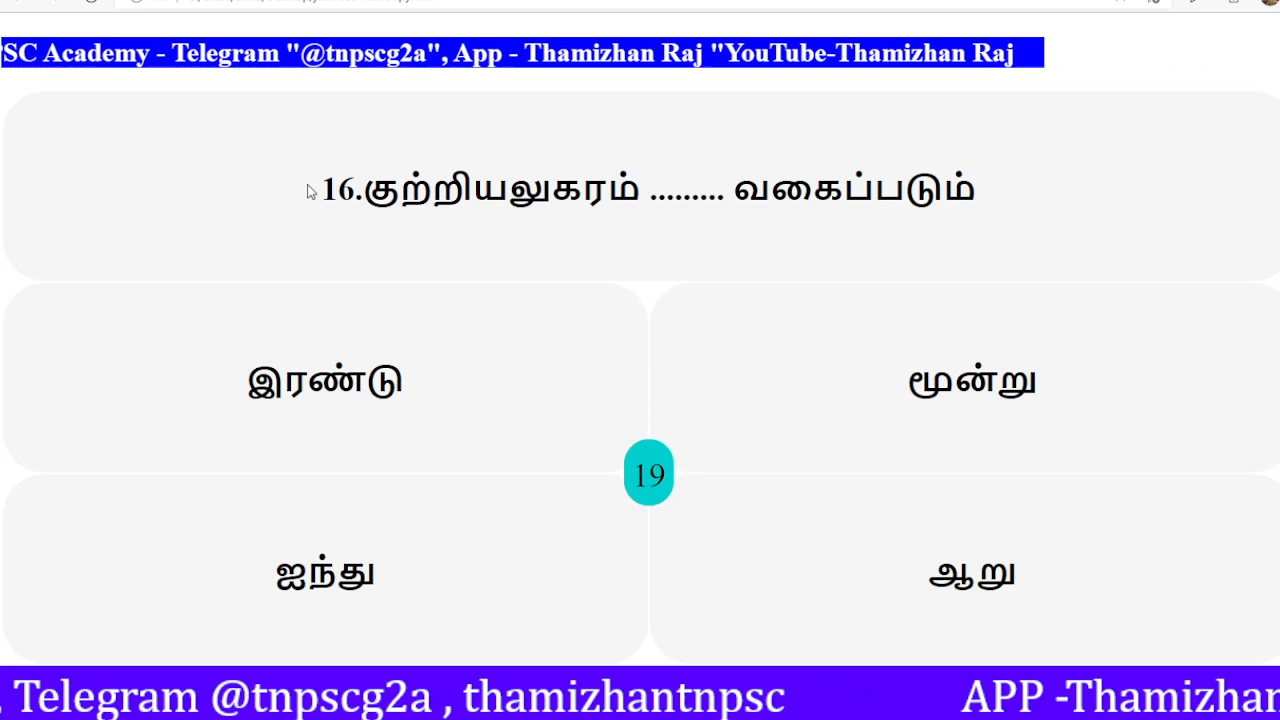 PSC Academy - Telegram "@tnpscg2a", App - Thamizhan Raj "YouTube-Thamizhan Raj
16.குற்றியலுகரம் ......... வகைப்படும்
இரண்டு
மூன்று
19
ஐந்து
ஆறு
, Telegram @tnpscg2a , thamizhantnpsc APP -Thamizhan